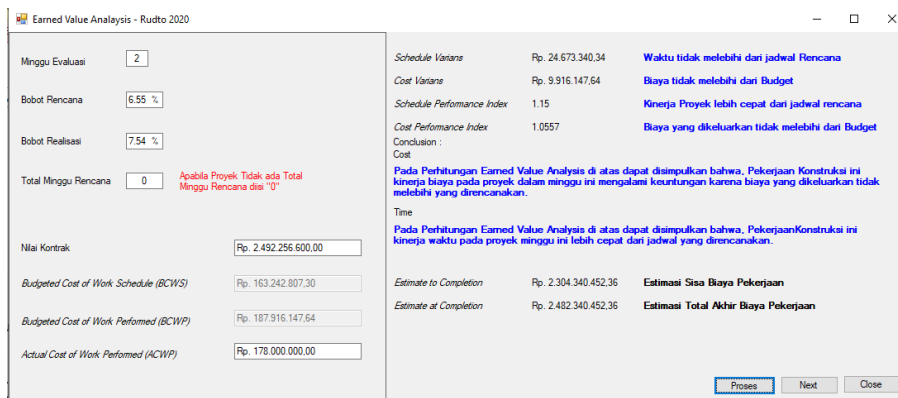 Earned Value Analaysis - Rudto 2020
Minggu Evaluasi 2
Bobot Rencana 6.55 %
Bobot Realisasi 7.54 %
Total Minggu Rencana 0 Apabila Proyek Tidak ada Total
Minggu Rencana diisi "0"
Nilai Kontrak Rp. 2.492.256.600,00
Budgeted Cost of Work Schedule (BCWS) Rp. 163.242.807,30
Budgeted Cost of Work Performed (BCWP) Rp. 187.916.147,64
Actual Cost of Work Performed (ACWP) Rp. 178.000.000,00
Schedule Varians Rp. 24.673.340,34 Waktu tidak melebihi dari jadwal Rencana
Cost Varians Rp. 9.916.147,64 Biaya tidak melebihi dari Budget
Schedule Performance Index 1.15 Kinerja Proyek lebih cepat dari jadwal rencana
Cost Performance Index 1.0557 Biaya yang dikeluarkan tidak melebihi dari Budget
Conclusion :
Cost
Pada Perhitungan Earned Value Analysis di atas dapat disimpulkan bahwa, Pekerjaan Konstruksi ini
kinerja biaya pada proyek dalam minggu ini mengalami keuntungan karena biaya yang dikeluarkan tidak
melebihi yang direncanakan.
Time
Pada Perhitungan Earned Value Analysis di atas dapat disimpulkan bahwa, PekerjaanKonstruksi ini
kinerja waktu pada proyek minggu ini lebih cepat dari jadwal yang direncanakan.
Estimate to Completion Rp. 2.304.340.452,36 Estimasi Sisa Biaya Pekerjaan
Estimate at Completion Rp. 2.482.340.452,36 Estimasi Total Akhir Biaya Pekerjaan
Proses Next Close